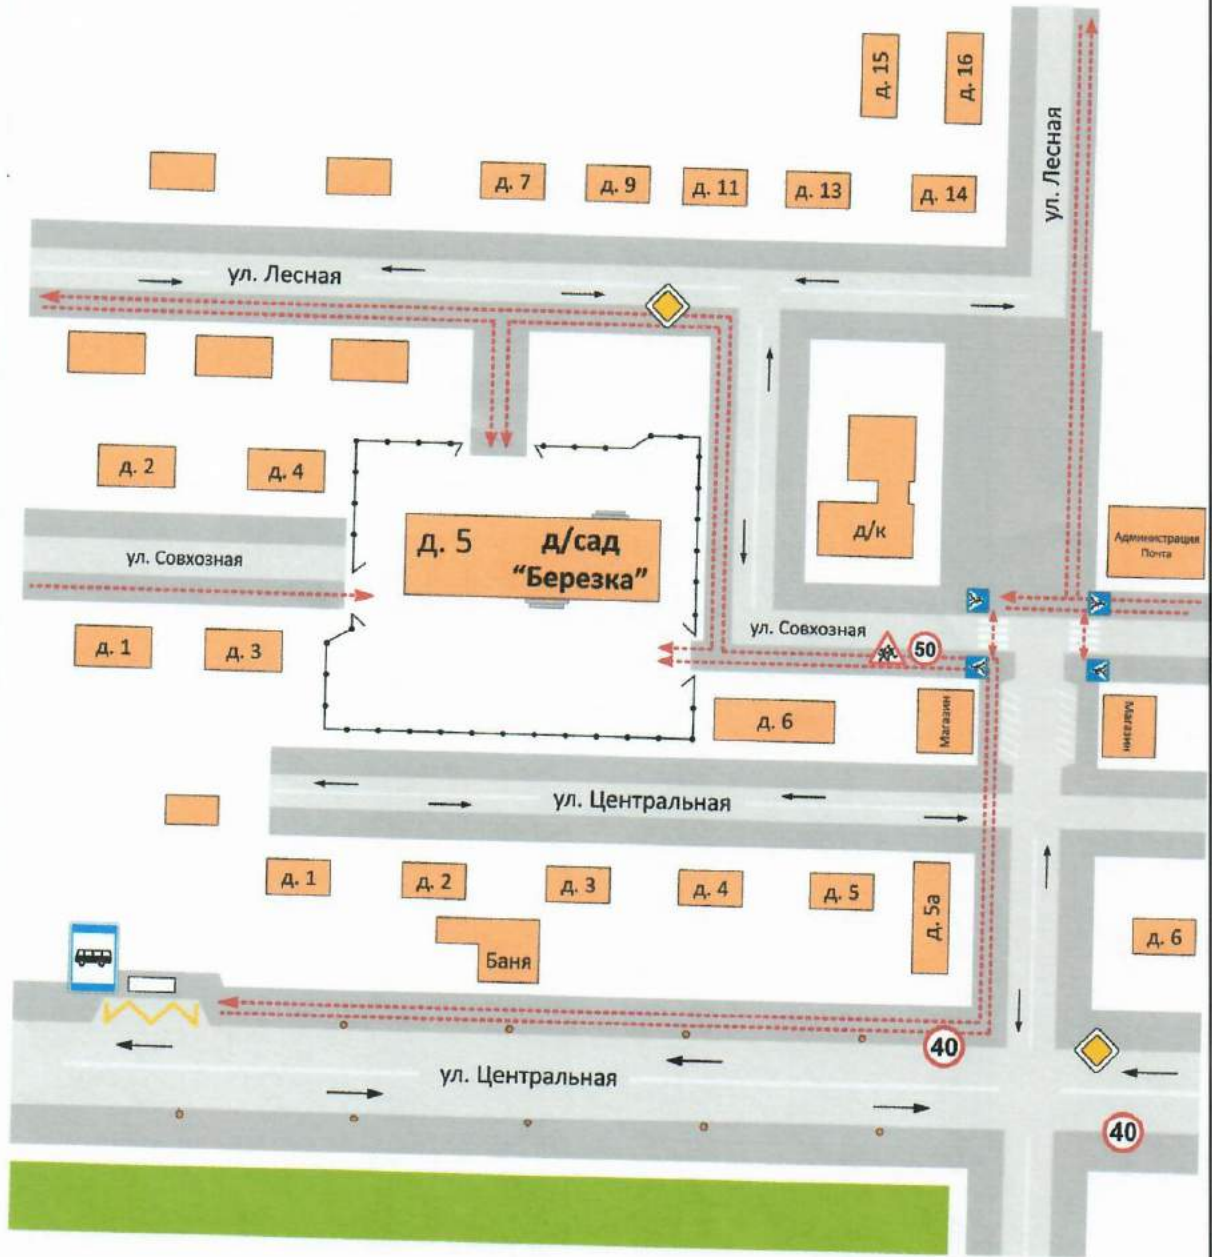 д. 15
д. 16
ул. Лесная
д. 7
д. 9
д. 11
д. 13
д. 14
ул. Лесная
д. 2
д. 4
д. 5
д/сад
“Березка”
д/к
Администрация
Почта
ул. Совхозная
ул. Совхозная
50
д. 1
д. 3
д. 6
Магазин
Магазин
ул. Центральная
д. 1
д. 2
д. 3
д. 4
д. 5
д. 5а
д. 6
Баня
40
ул. Центральная
40